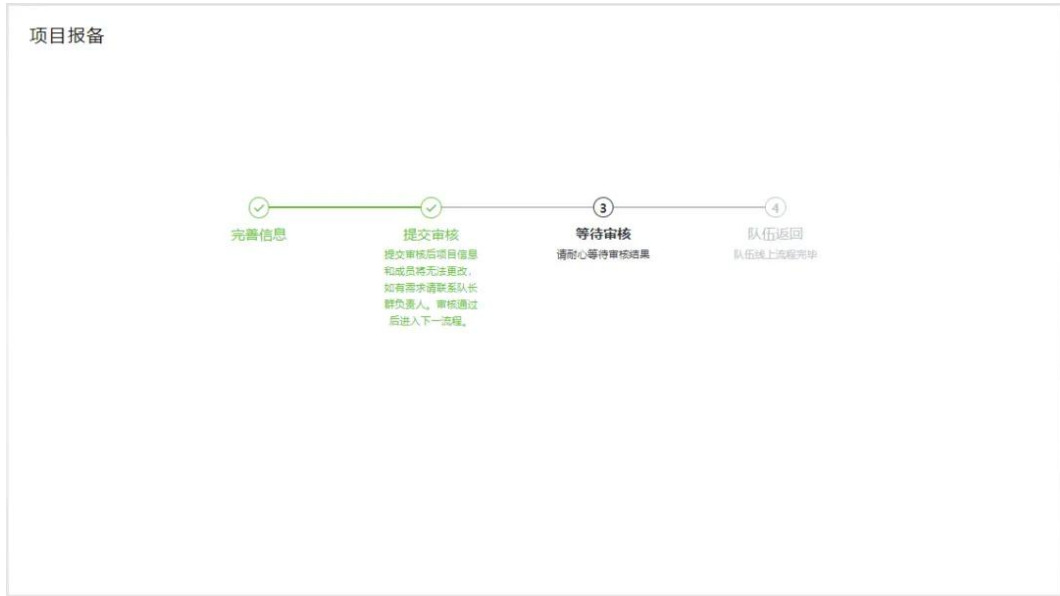 项目报备
3
4
完善信息
提交审核
等待审核
队伍返回
提交审核后项目信息
和成员将无法更改,
如有需求请联系队长
群负责人。审核通过
后进入下一流程。
请耐心等待审核结果
队伍线上流程完毕